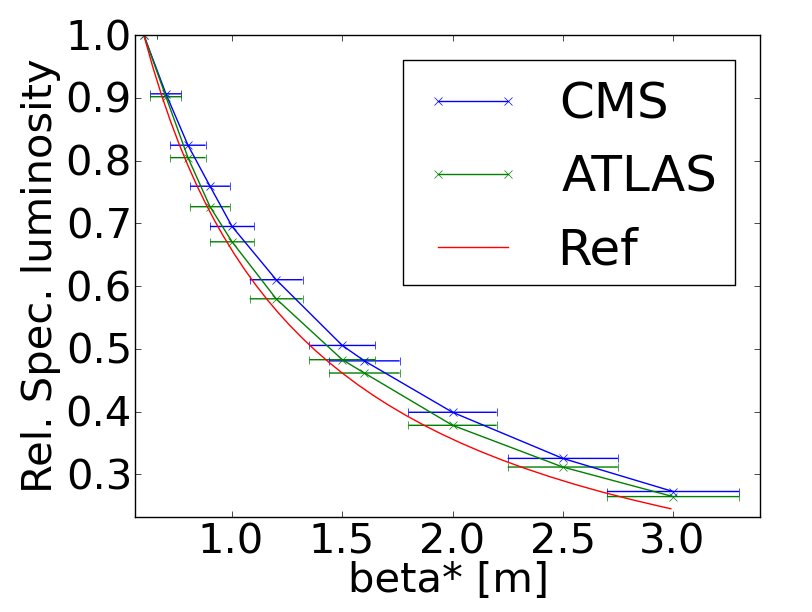 1.0
0.9
0.8
0.7
0.6
0.5
0.4
0.3
Rel. Spec. luminosity
CMS
ATLAS
Ref
1.0 1.5 2.0 2.5 3.0
beta* [m]